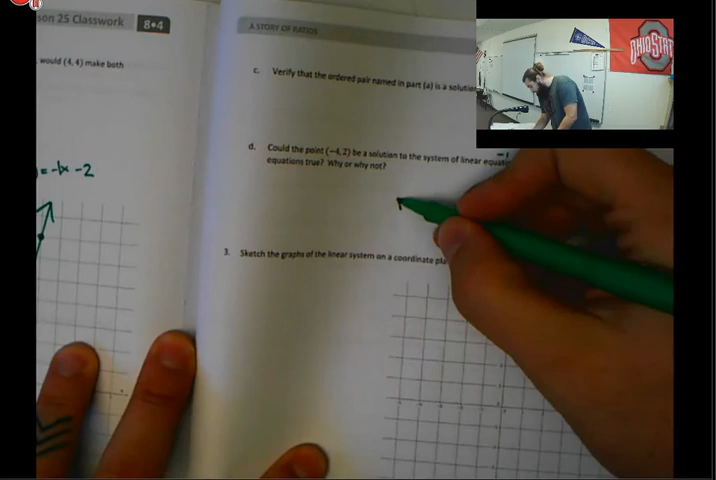 son 25 Classwork 8•4
would (4, 4) make both
= -1x - 2
A STORY OF RATIOS
c. Verify that the ordered pair named in part (a) is a solution
d. Could the point (−4, 2) be a solution to the system of linear
equations true? Why or why not?
3. Sketch the graphs of the linear system on a coordinate
OHIO STATE